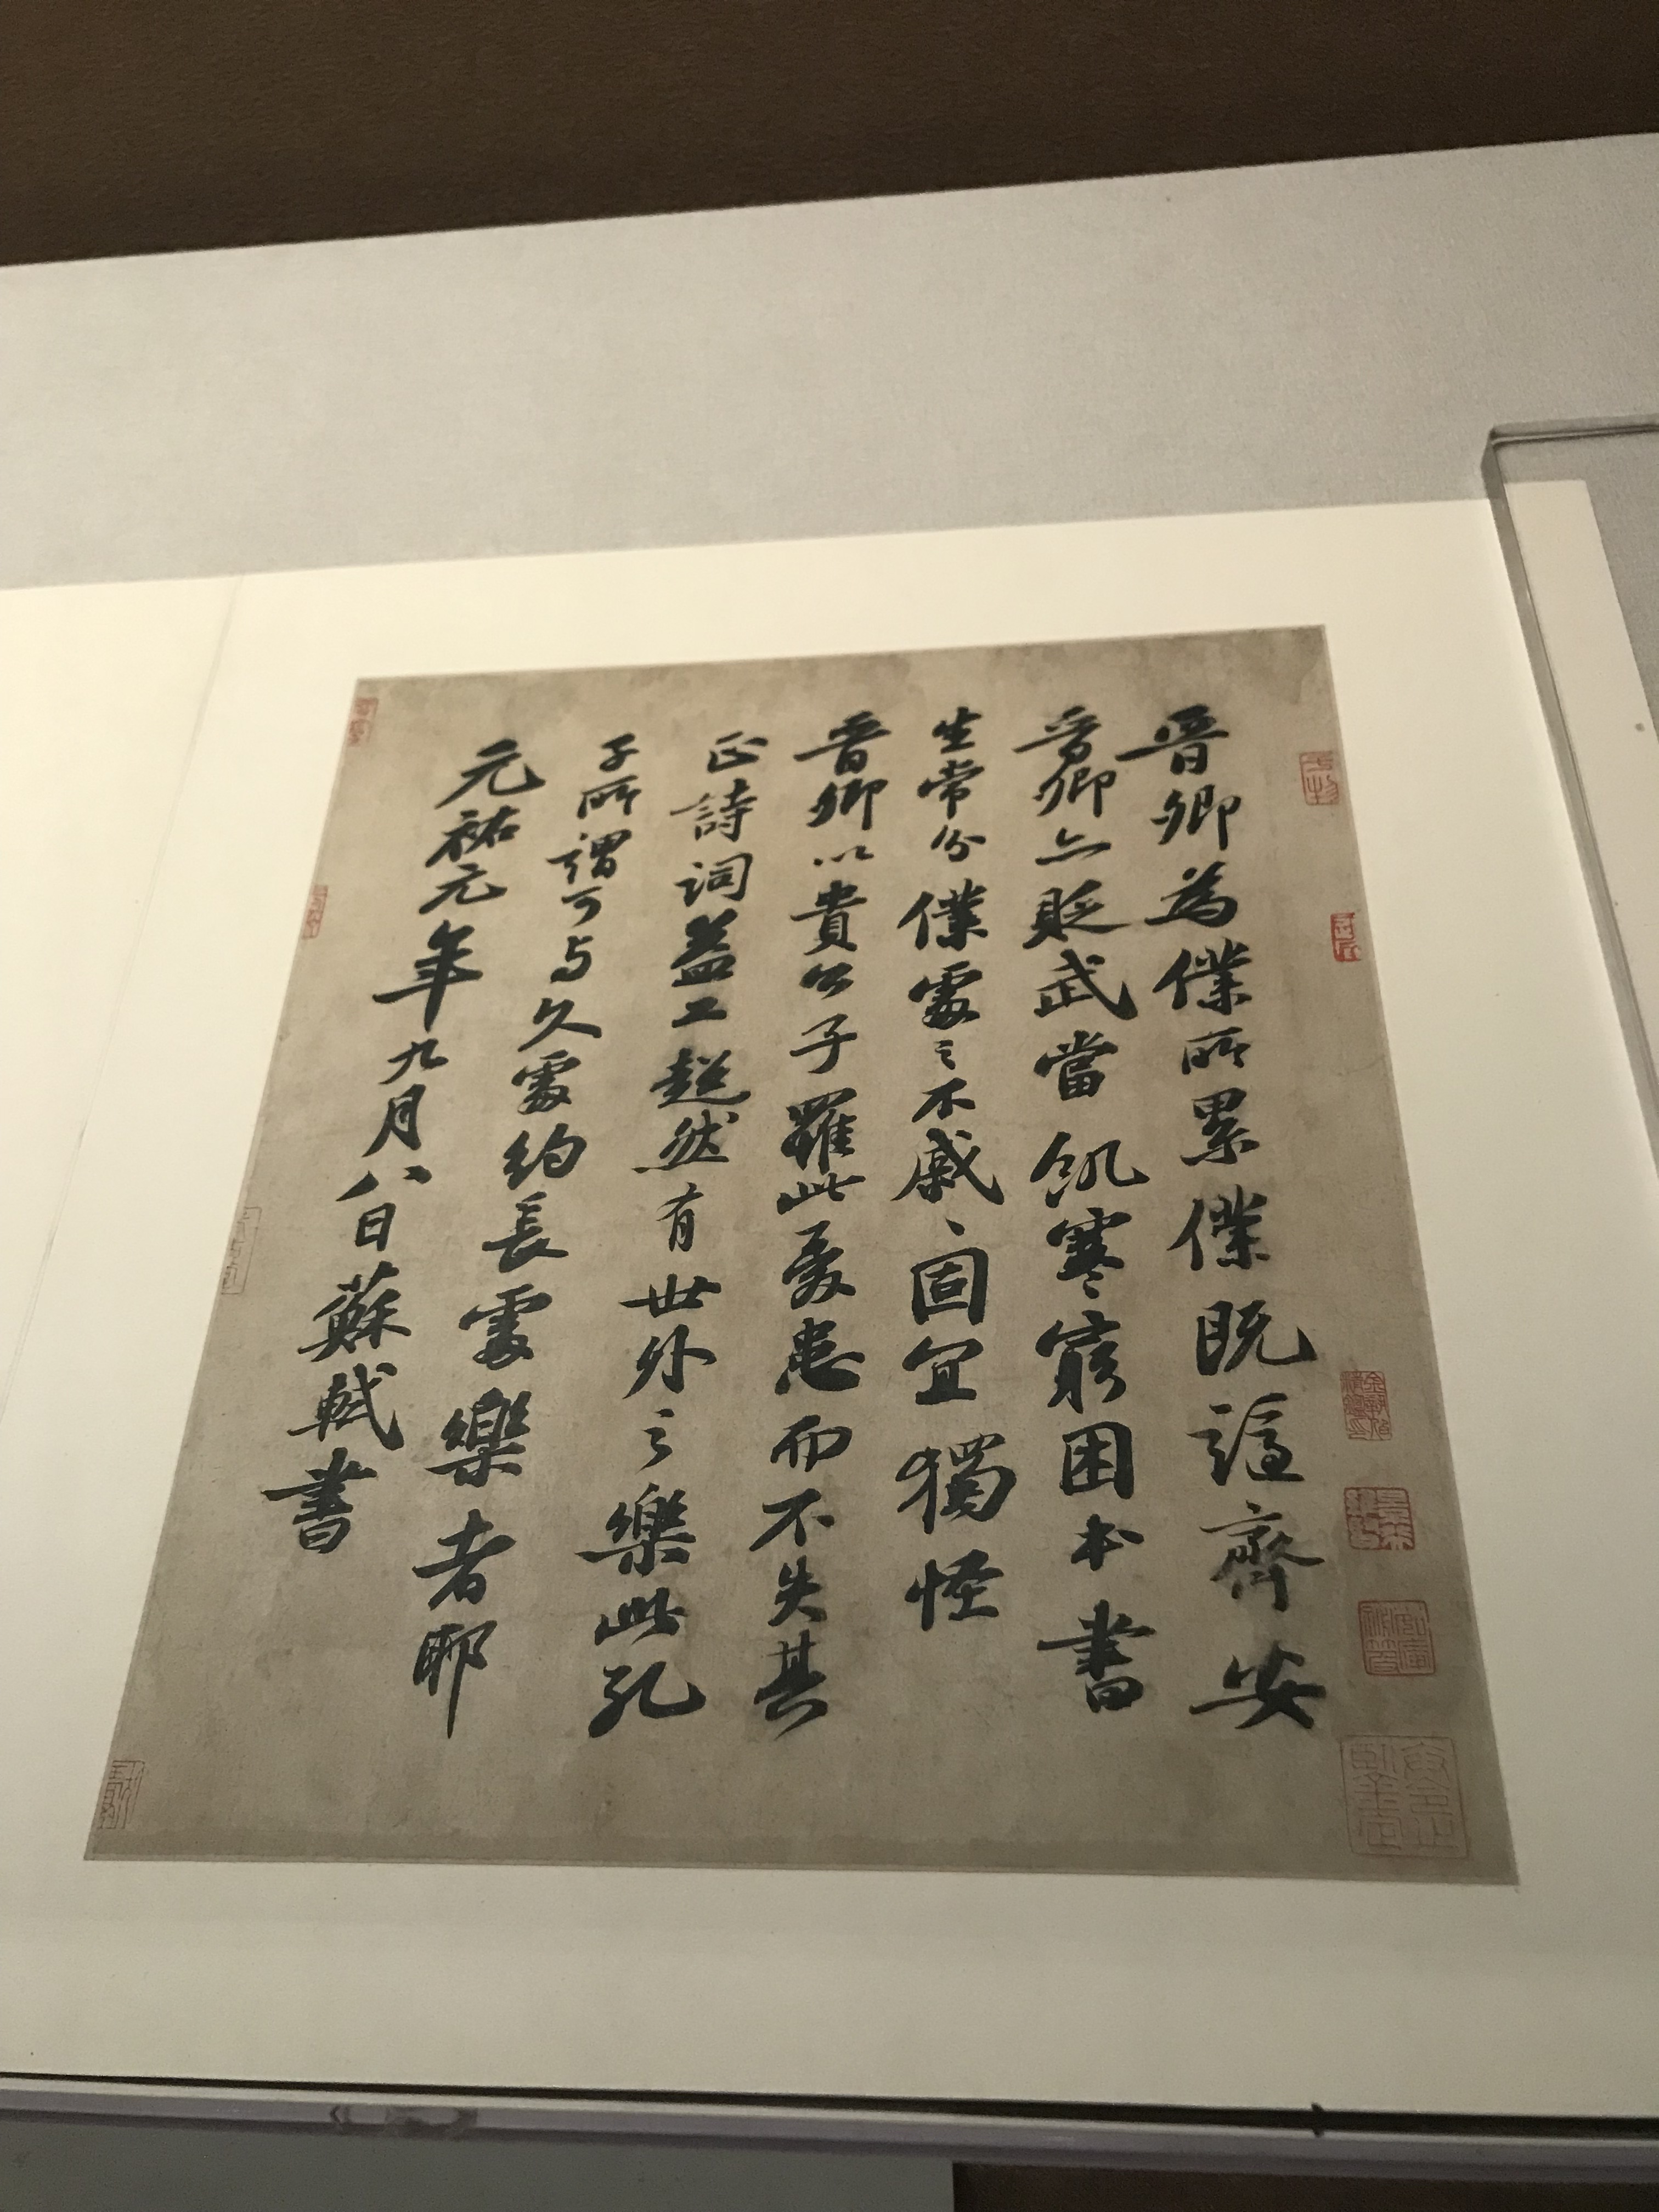 晉卿為僕所累僕既謫齊安
晉卿亦貶武當飢寒窮困本書
生常分僕處之不戚〻固宜獨怪
晉卿以貴公子罹此憂患而不失其
正詩詞益工超然有世外之樂此孔
子所謂可与久處約長處樂者耶
元祐元年九月八日蘇軾書